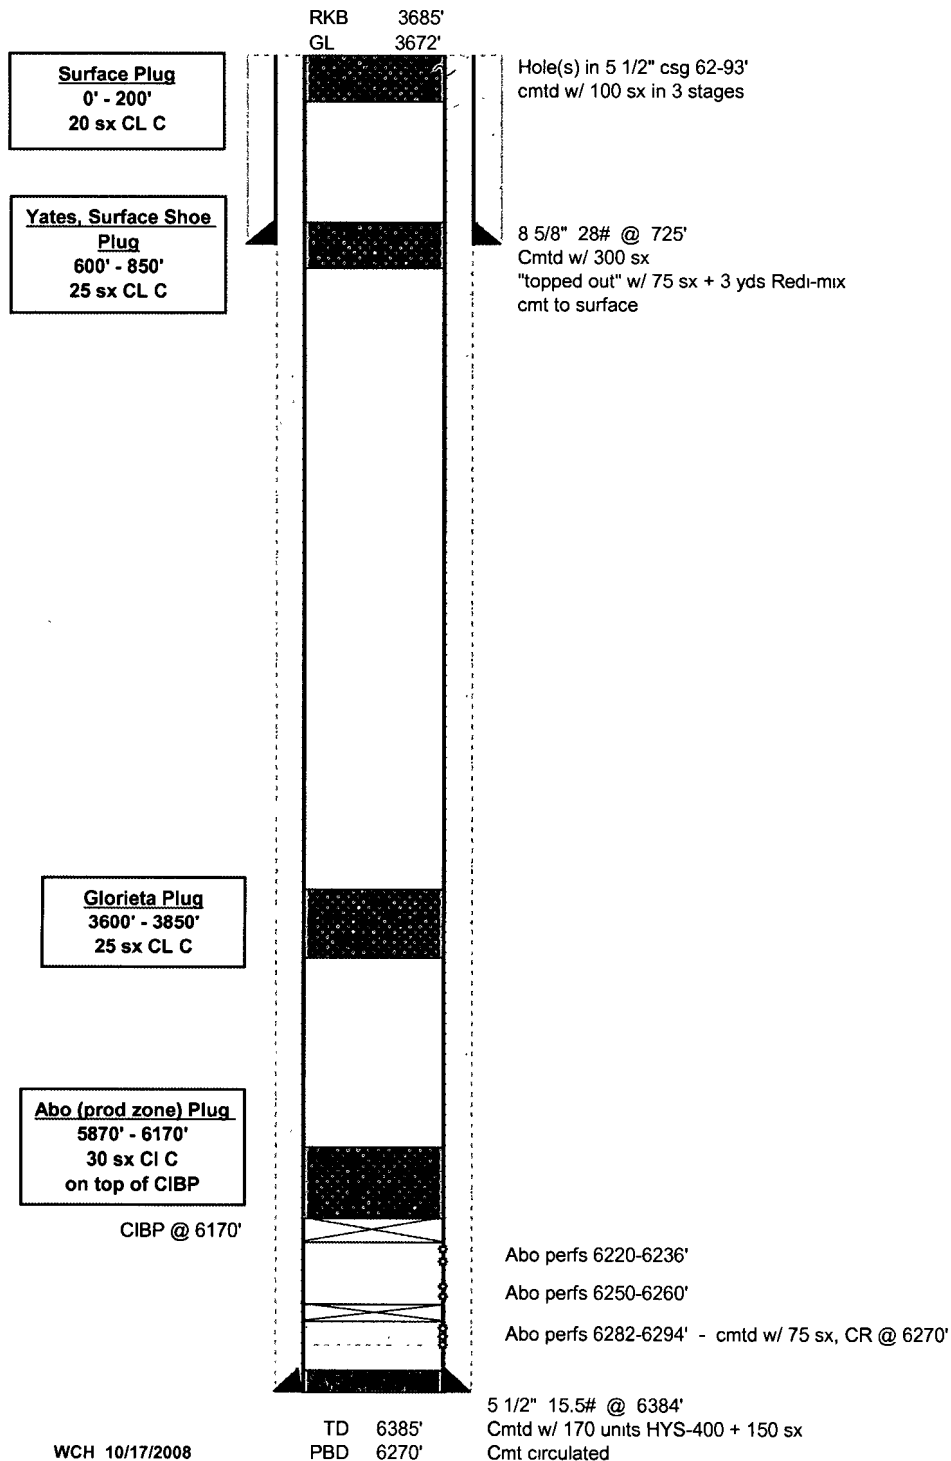 RKB 3685'
GL 3672'
Surface Plug
0' - 200'
20 sx CL C
Hole(s) in 5 1/2" csg 62-93'
cmtd w/ 100 sx in 3 stages
Yates, Surface Shoe
Plug
600' - 850'
25 sx CL C
8 5/8" 28# @ 725'
Cmtd w/ 300 sx
"topped out" w/ 75 sx + 3 yds Redi-mix
cmt to surface
Glorieta Plug
3600' - 3850'
25 sx CL C
Abo (prod zone) Plug
5870' - 6170'
30 sx Cl C
on top of CIBP
CIBP @ 6170'
Abo perfs 6220-6236'
Abo perfs 6250-6260'
Abo perfs 6282-6294' - cmtd w/ 75 sx, CR @ 6270'
5 1/2" 15.5# @ 6384'
Cmtd w/ 170 units HYS-400 + 150 sx
Cmt circulated
TD 6385'
PBD 6270'
WCH 10/17/2008